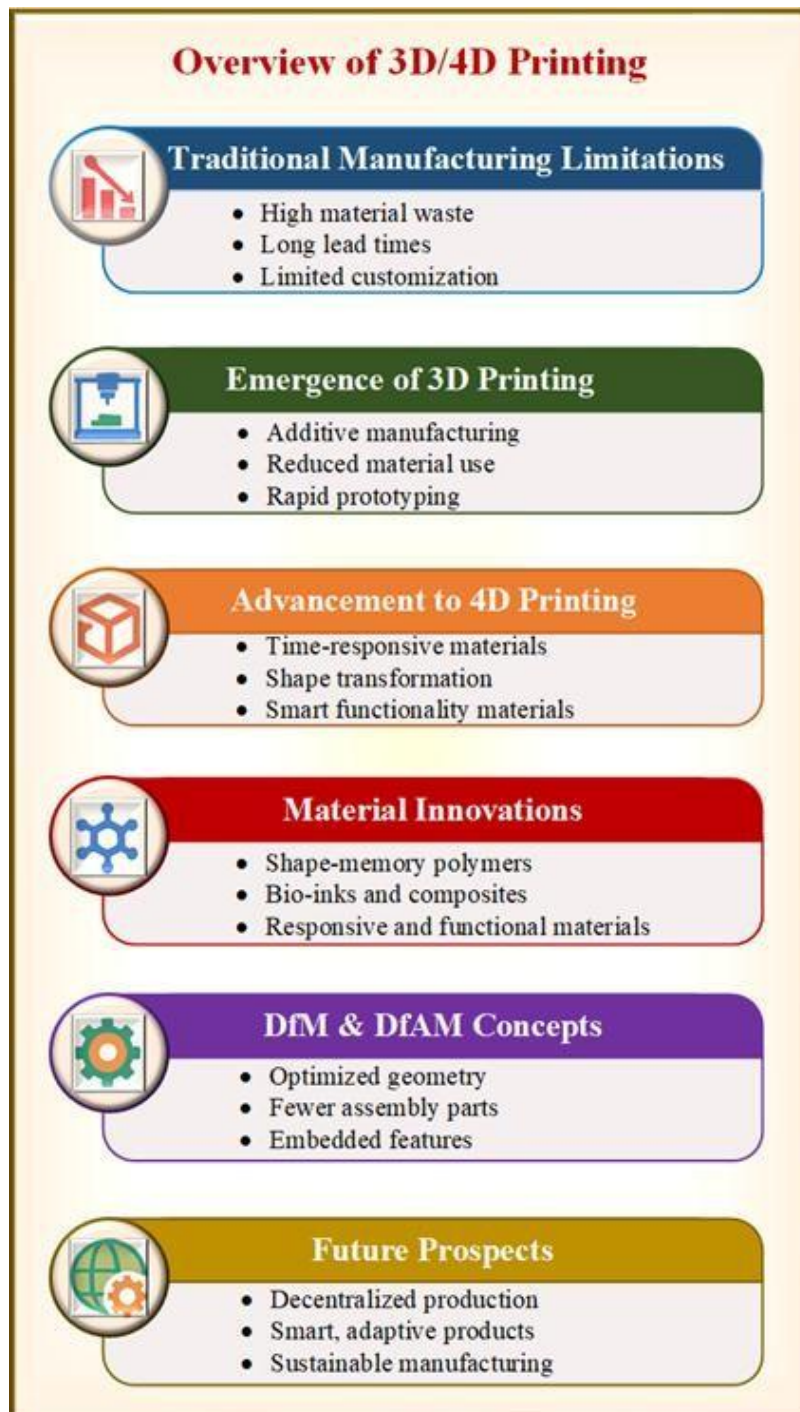 Overview of 3D/4D Printing
Traditional Manufacturing Limitations
• High material waste
• Long lead times
• Limited customization
Emergence of 3D Printing
• Additive manufacturing
• Reduced material use
• Rapid prototyping
Advancement to 4D Printing
• Time-responsive materials
• Shape transformation
• Smart functionality materials
Material Innovations
• Shape-memory polymers
• Bio-inks and composites
• Responsive and functional materials
DfM & DfAM Concepts
• Optimized geometry
• Fewer assembly parts
• Embedded features
Future Prospects
• Decentralized production
• Smart, adaptive products
• Sustainable manufacturing